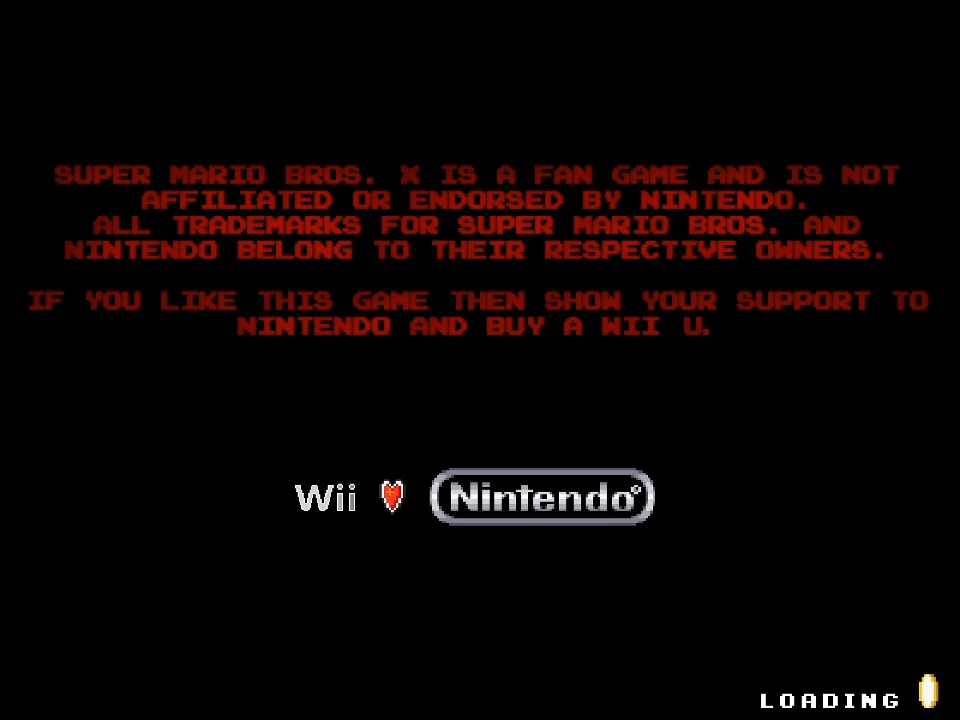 SUPER MARIO BROS. X IS A FAN GAME AND IS NOT
AFFILIATED OR ENDORSED BY NINTENDO.
ALL TRADEMARKS FOR SUPER MARIO BROS. AND
NINTENDO BELONG TO THEIR RESPECTIVE OWNERS.
IF YOU LIKE THIS GAME THEN SHOW YOUR SUPPORT TO
NINTENDO AND BUY A WII U.
Wii Nintendo®
LOADING